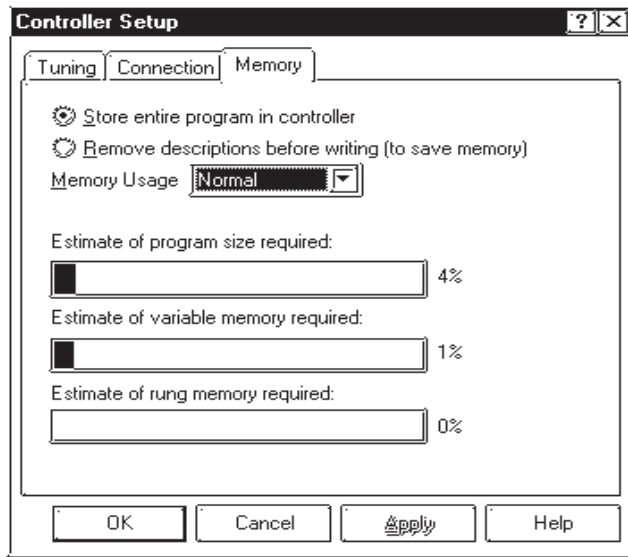 Controller Setup
Tuning Connection Memory
Store entire program in controller
Remove descriptions before writing (to save memory)
Memory Usage Normal
Estimate of program size required:
4%
Estimate of variable memory required:
1%
Estimate of rung memory required:
0%
OK Cancel Apply Help